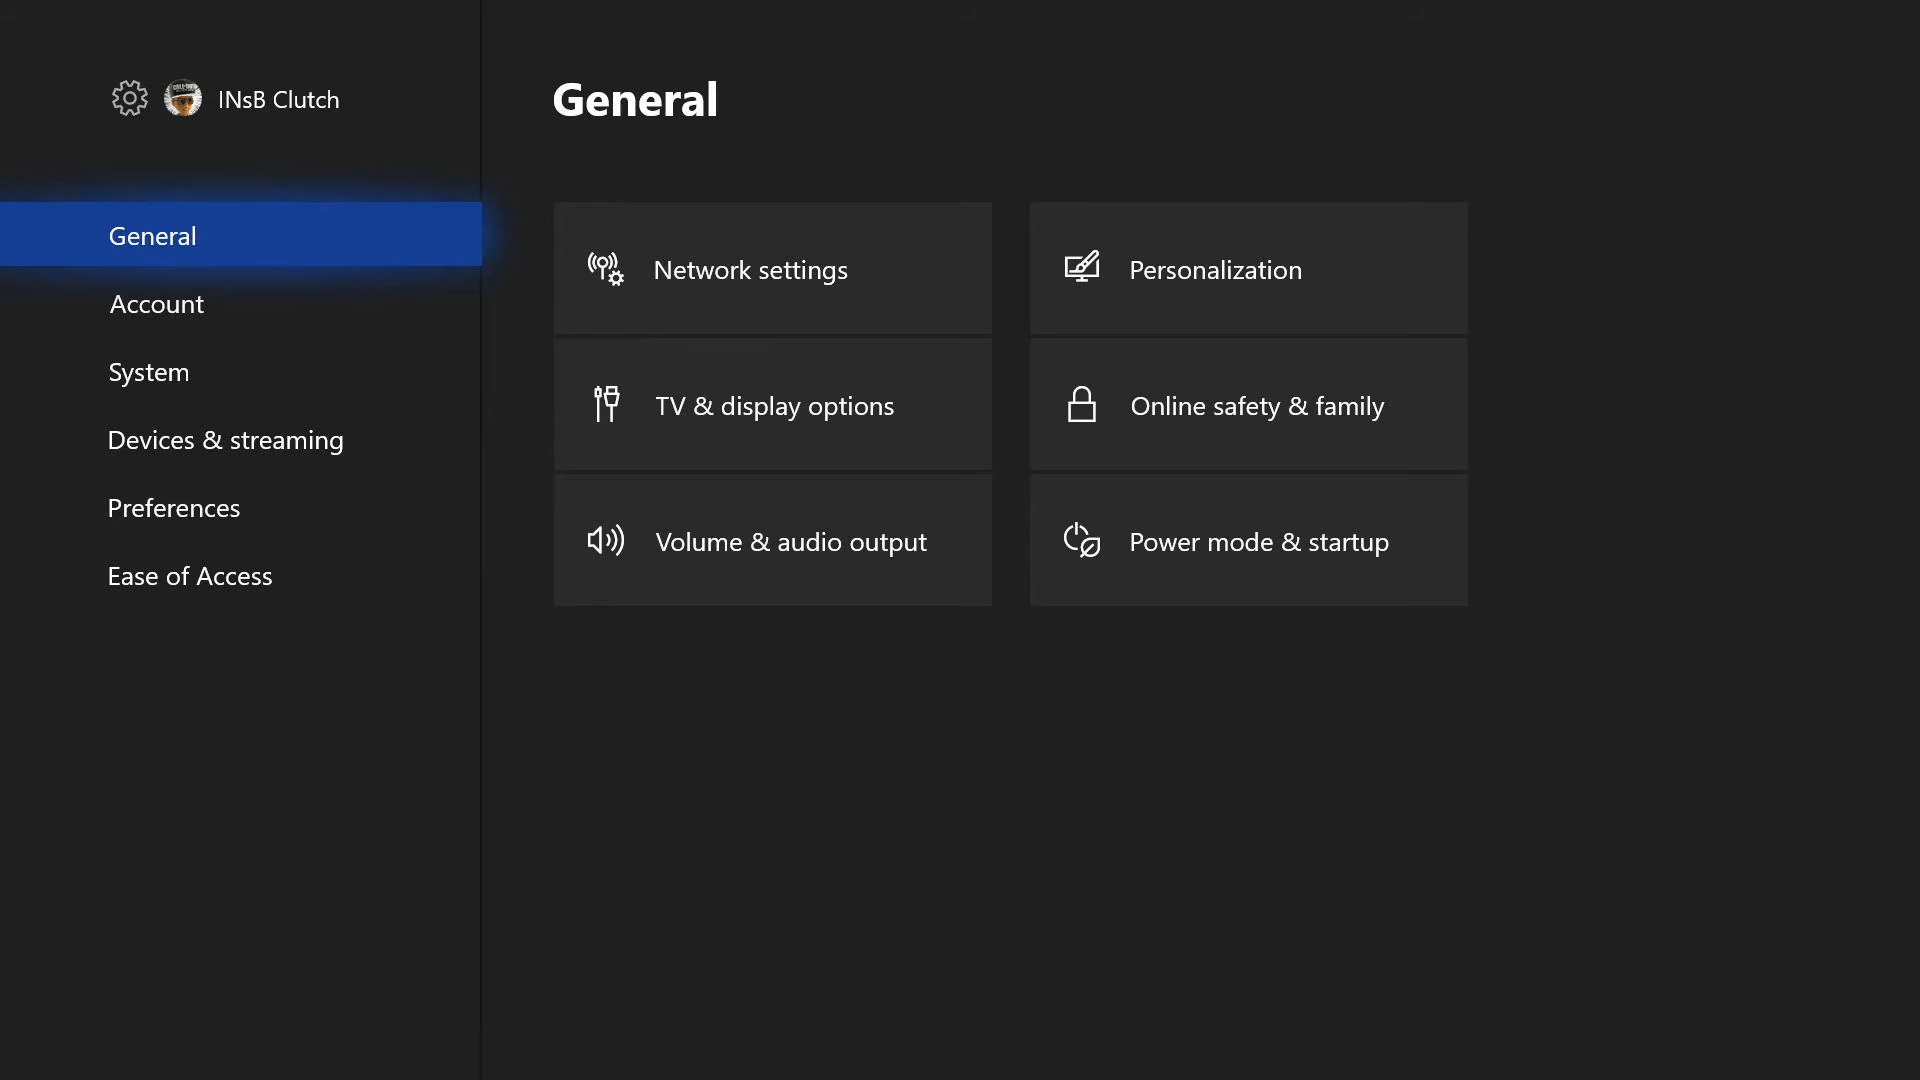 INsB Clutch
General
Account
System
Devices & streaming
Preferences
Ease of Access
General
Network settings
Personalization
TV & display options
Online safety & family
Volume & audio output
Power mode & startup